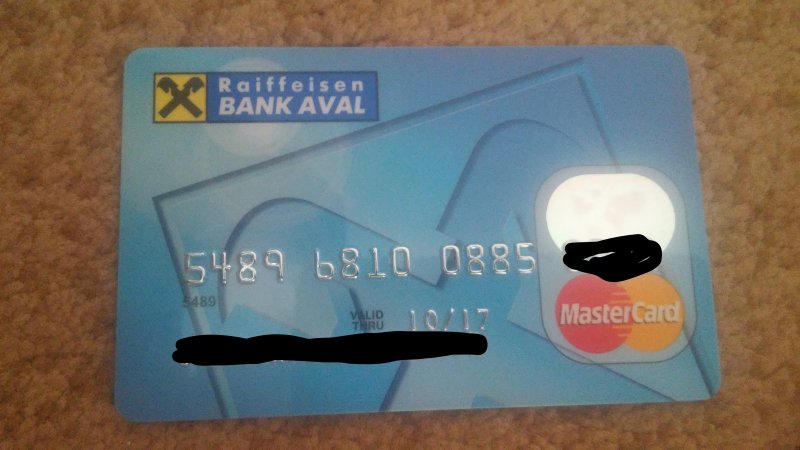 Raiffeisen
BANK AVAL
5489 6810 0885
5489
VALID
THRU 10/17
MasterCard